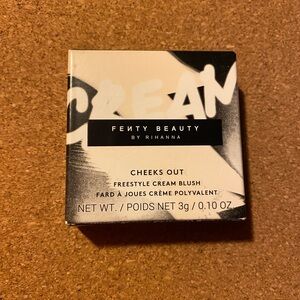 CREAM
FEИTY BEAUTY
BY RIHANNA
CHEEKS OUT
FREESTYLE CREAM BLUSH
FARD À JOUES CRÈME POLYVALENT
NET WT. / POIDS NET 3g / 0.10 OZ.